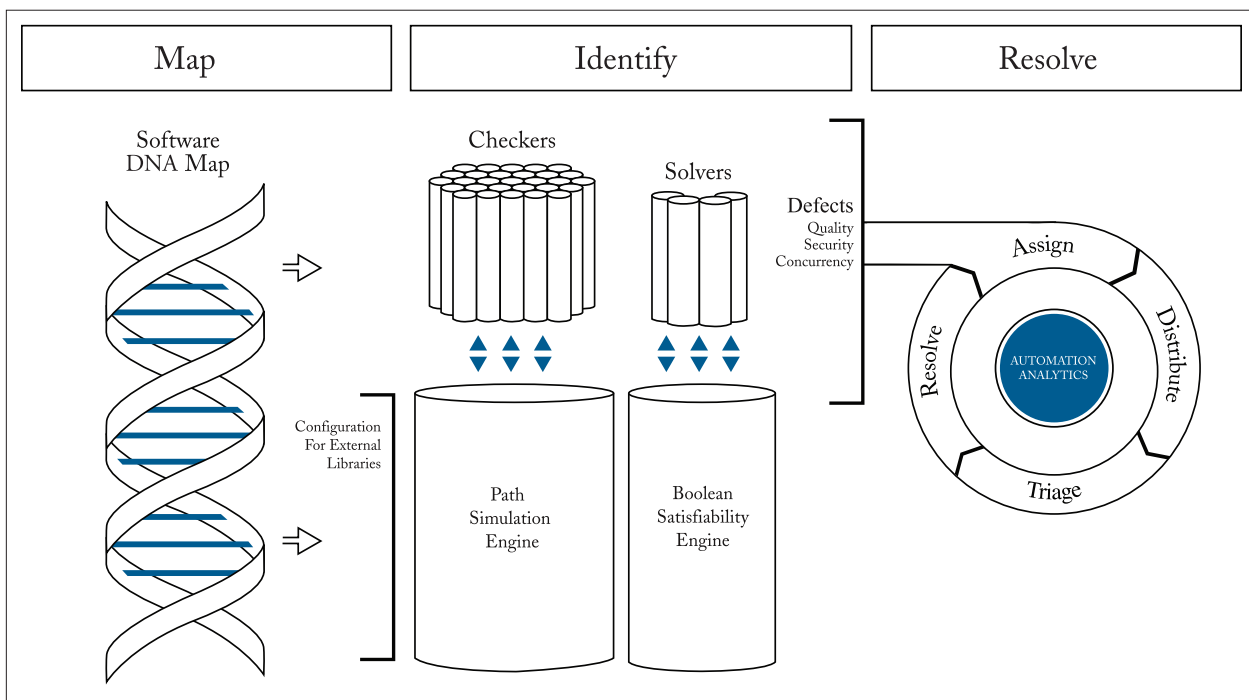 Map
Identify
Resolve
Software
DNA Map
Checkers
Solvers
Defects
Quality
Security
Concurrency
Configuration
For External
Libraries
Path
Simulation
Engine
Boolean
Satisfiability
Engine
Assign
Distribute
Triage
Resolve
AUTOMATION
ANALYTICS